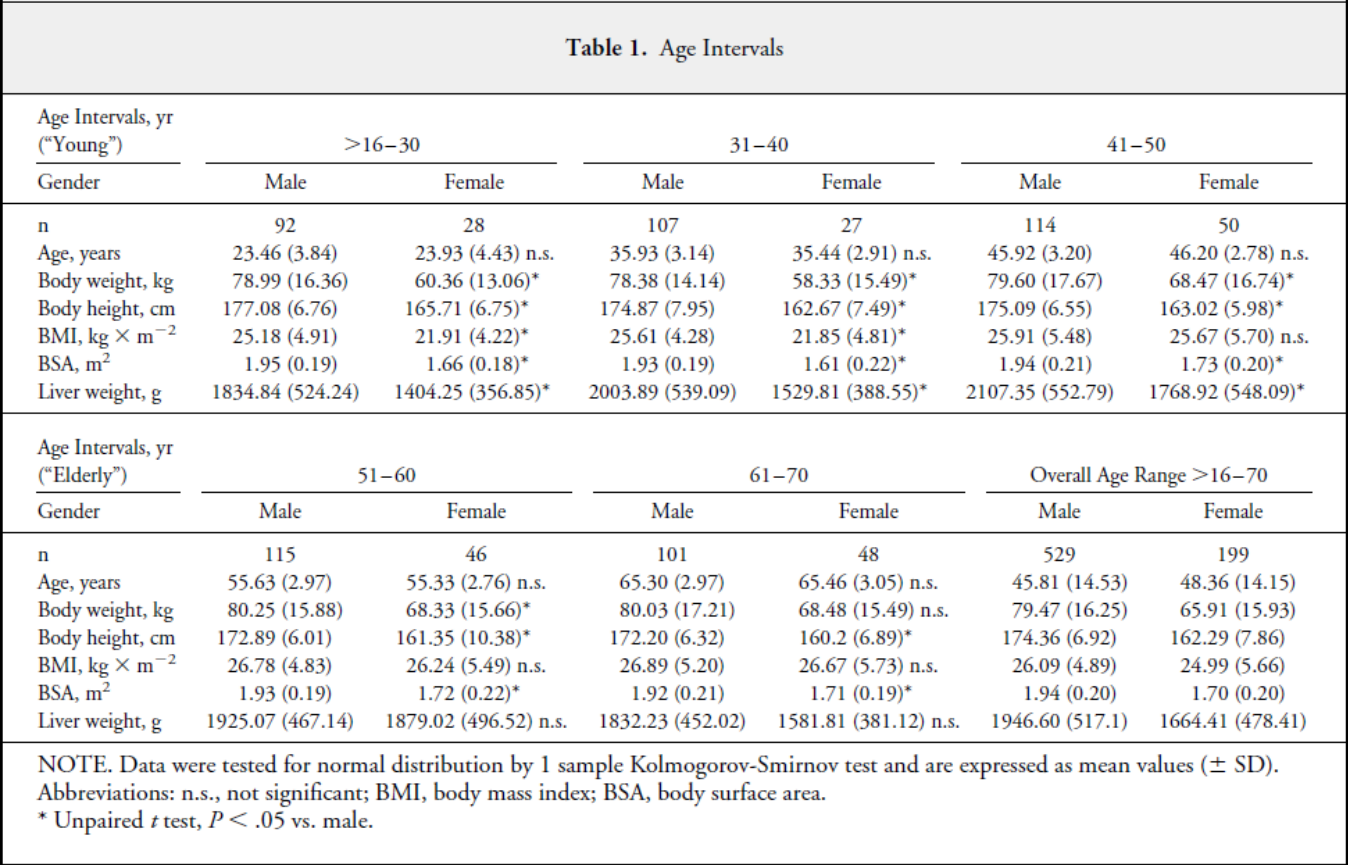 Table 1. Age Intervals
Age Intervals, yr
(“Young”) >16–30 31–40 41–50
Gender Male Female Male Female Male Female
n 92 28 107 27 114 50
Age, years 23.46 (3.84) 23.93 (4.43) n.s. 35.93 (3.14) 35.44 (2.91) n.s. 45.92 (3.20) 46.20 (2.78) n.s.
Body weight, kg 78.99 (16.36) 60.36 (13.06)* 78.38 (14.14) 58.33 (15.49)* 79.60 (17.67) 68.47 (16.74)*
Body height, cm 177.08 (6.76) 165.71 (6.75)* 174.87 (7.95) 162.67 (7.49)* 175.09 (6.55) 163.02 (5.98)*
BMI, kg × m⁻² 25.18 (4.91) 21.91 (4.22)* 25.61 (4.28) 21.85 (4.81)* 25.91 (5.48) 25.67 (5.70) n.s.
BSA, m² 1.95 (0.19) 1.66 (0.18)* 1.93 (0.19) 1.61 (0.22)* 1.94 (0.21) 1.73 (0.20)*
Liver weight, g 1834.84 (524.24) 1404.25 (356.85)* 2003.89 (539.09) 1529.81 (388.55)* 2107.35 (552.79) 1768.92 (548.09)*
Age Intervals, yr
(“Elderly”) 51–60 61–70 Overall Age Range >16–70
Gender Male Female Male Female Male Female
n 115 46 101 48 529 199
Age, years 55.63 (2.97) 55.33 (2.76) n.s. 65.30 (2.97) 65.46 (3.05) n.s. 45.81 (14.53) 48.36 (14.15)
Body weight, kg 80.25 (15.88) 68.33 (15.66)* 80.03 (17.21) 68.48 (15.49) n.s. 79.47 (16.25) 65.91 (15.93)
Body height, cm 172.89 (6.01) 161.35 (10.38)* 172.20 (6.32) 160.2 (6.89)* 174.36 (6.92) 162.29 (7.86)
BMI, kg × m⁻² 26.78 (4.83) 26.24 (5.49) n.s. 26.89 (5.20) 26.67 (5.73) n.s. 26.09 (4.89) 24.99 (5.66)
BSA, m² 1.93 (0.19) 1.72 (0.22)* 1.92 (0.21) 1.71 (0.19)* 1.94 (0.20) 1.70 (0.20)
Liver weight, g 1925.07 (467.14) 1879.02 (496.52) n.s. 1832.23 (452.02) 1581.81 (381.12) n.s. 1946.60 (517.1) 1664.41 (478.41)
NOTE. Data were tested for normal distribution by 1 sample Kolmogorov-Smirnov test and are expressed as mean values (± SD).
Abbreviations: n.s., not significant; BMI, body mass index; BSA, body surface area.
* Unpaired t test, P < .05 vs. male.